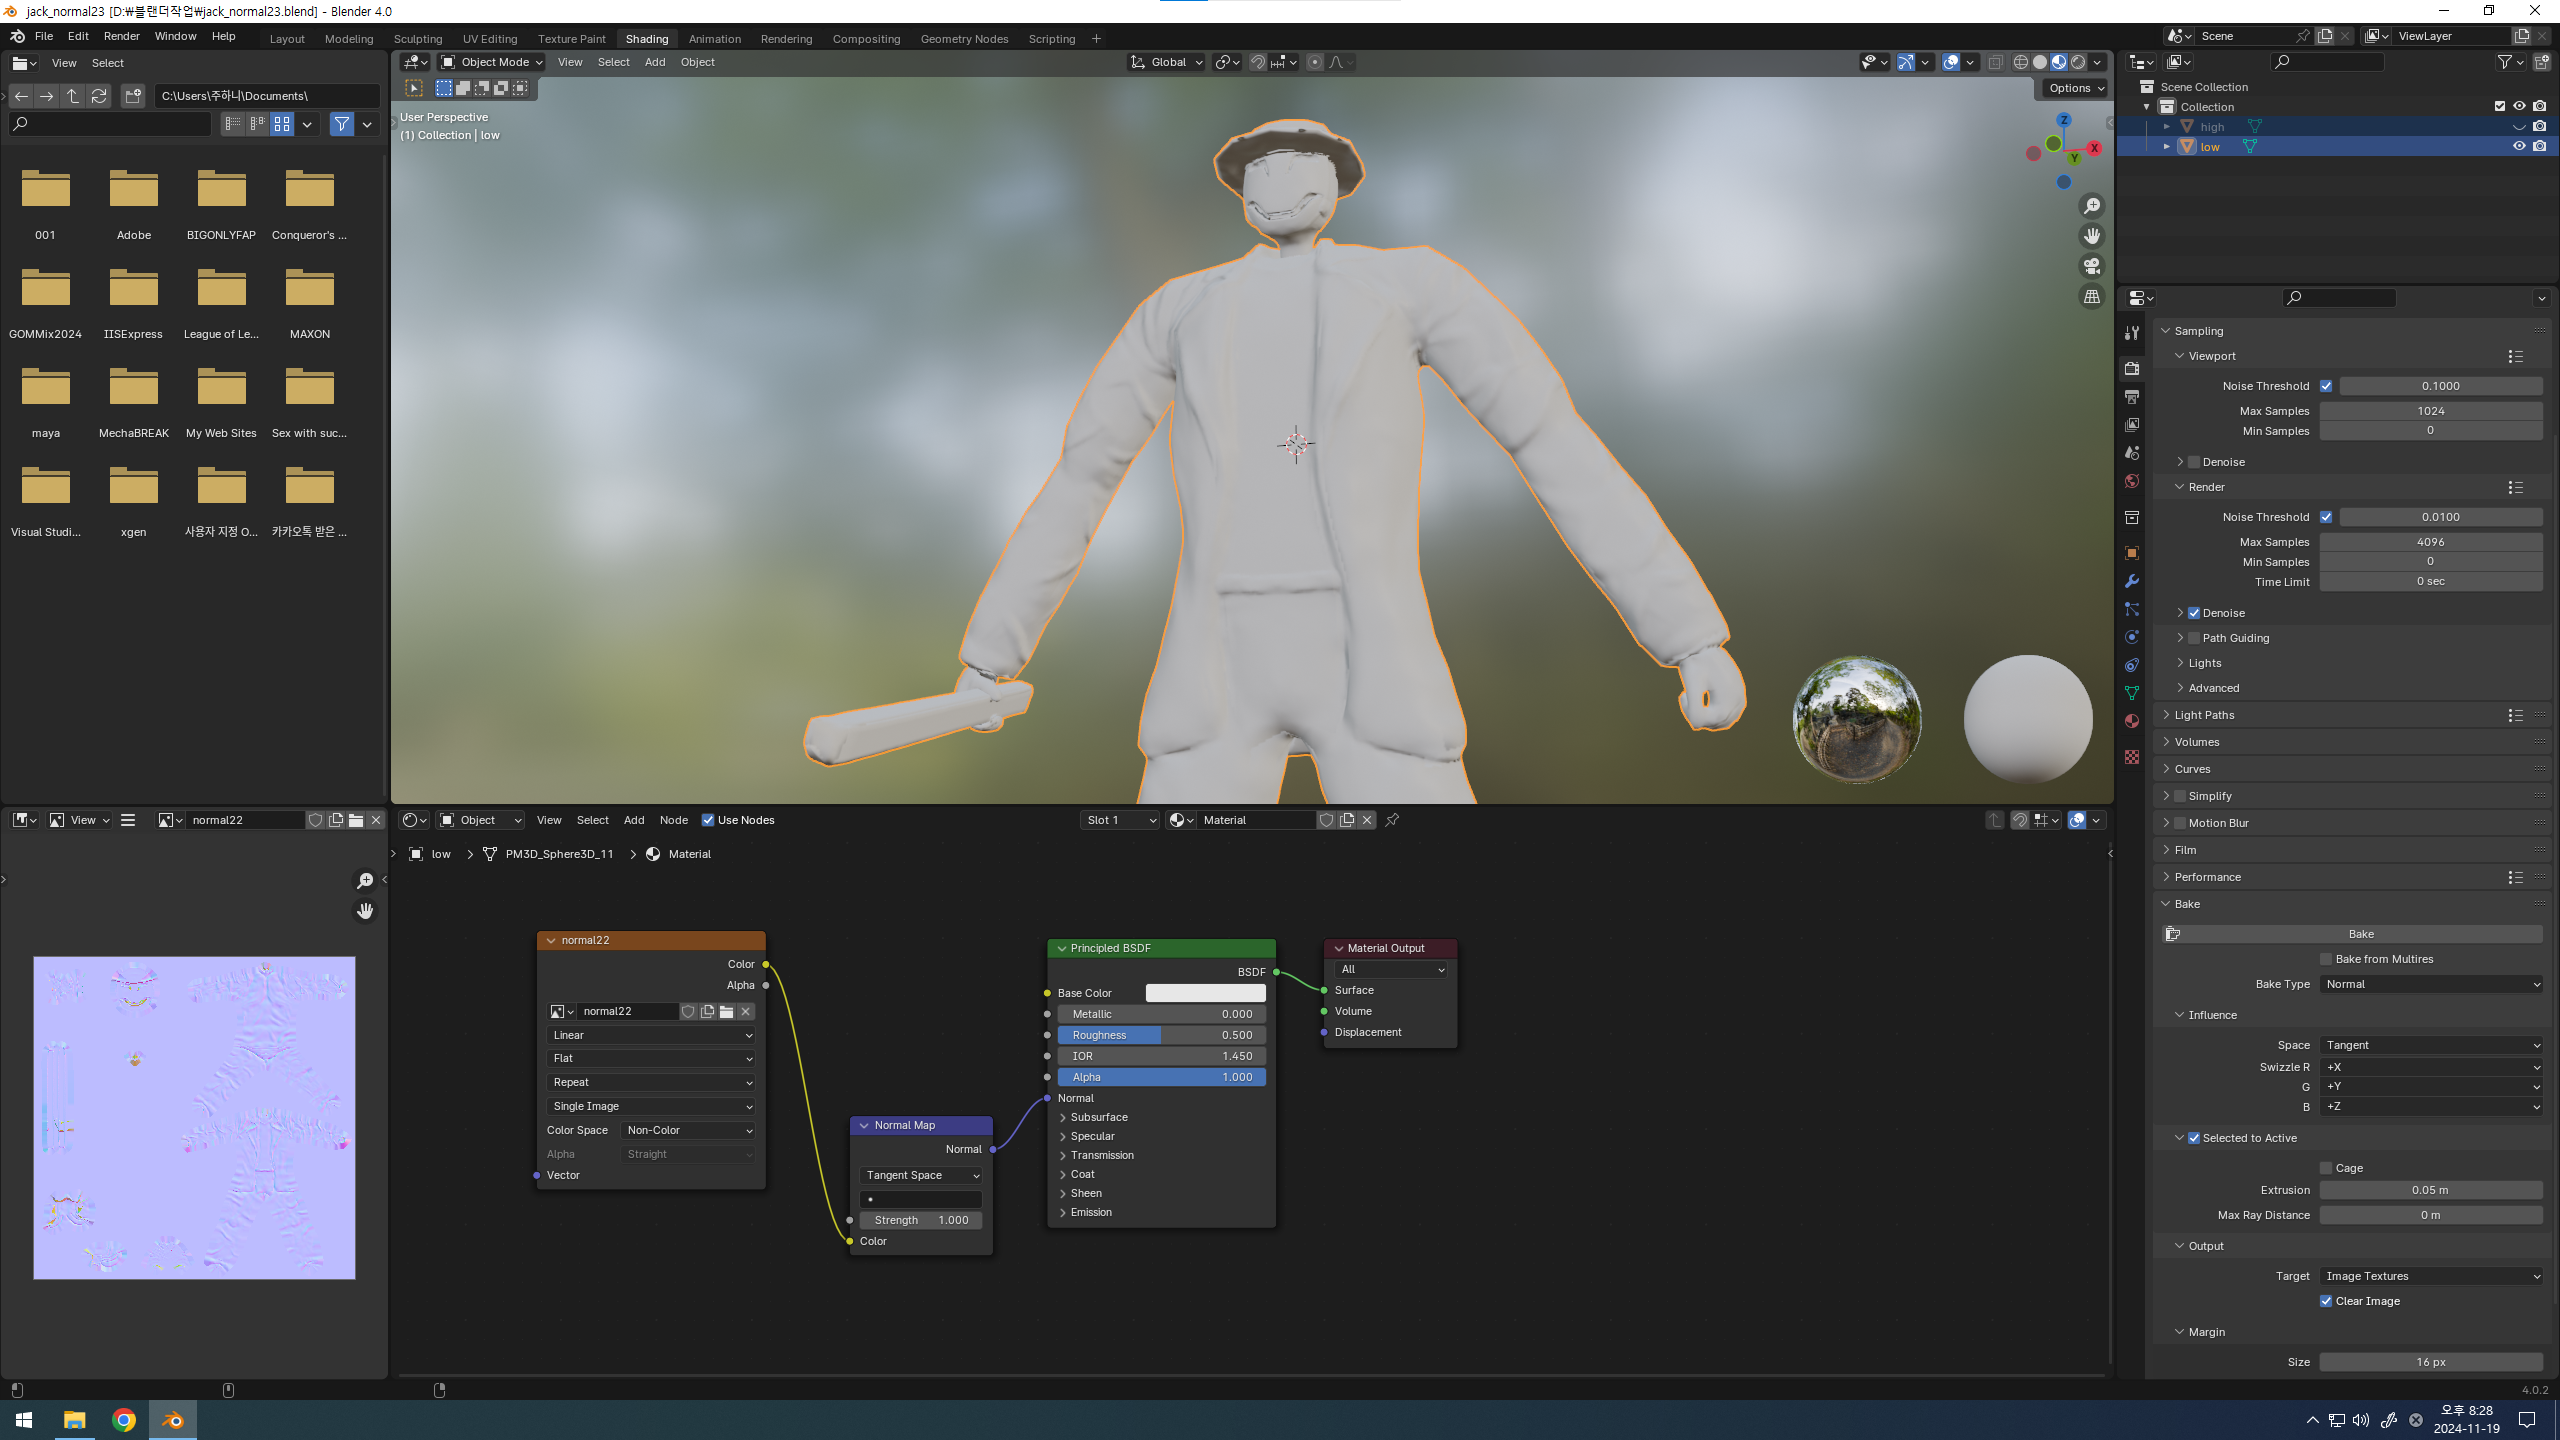 jack_normal23 [D:₩블랜더작업₩jack_normal23.blend] - Blender 4.0
File Edit Render Window Help
Layout Modeling Sculpting UV Editing Texture Paint Shading Animation Rendering Compositing Geometry Nodes Scripting +
Scene
ViewLayer
View Select
C:\Users\주하니\Documents\
001 Adobe BIGONLYFAP Conqueror's ...
GOMMix2024 IISExpress League of Le... MAXON
maya MechaBREAK My Web Sites Sex with suc...
Visual Studi... xgen 사용자 지정 O... 카카오톡 받은 ...
Object Mode View Select Add Object
Global
Options
User Perspective
(1) Collection | low
Z
X
Y
Scene Collection
Collection
high
low
Sampling
Viewport
Noise Threshold 0.1000
Max Samples 1024
Min Samples 0
Denoise
Render
Noise Threshold 0.0100
Max Samples 4096
Min Samples 0
Time Limit 0 sec
Denoise
Path Guiding
Lights
Advanced
Light Paths
Volumes
Curves
Simplify
Motion Blur
Film
Performance
Bake
Bake
Bake from Multires
Bake Type Normal
Influence
Space Tangent
Swizzle R +X
G +Y
B +Z
Selected to Active
Cage
Extrusion 0.05 m
Max Ray Distance 0 m
Output
Target Image Textures
Clear Image
Margin
Size 16 px
View normal22
Object View Select Add Node Use Nodes
Slot 1 Material
low PM3D_Sphere3D_11 Material
normal22
Color
Alpha
normal22
Linear
Flat
Repeat
Single Image
Color Space Non-Color
Alpha Straight
Vector
Normal Map
Normal
Tangent Space
Strength 1.000
Color
Principled BSDF
BSDF
Base Color
Metallic 0.000
Roughness 0.500
IOR 1.450
Alpha 1.000
Normal
Subsurface
Specular
Transmission
Coat
Sheen
Emission
Material Output
All
Surface
Volume
Displacement
4.0.2
오후 8:28
2024-11-19